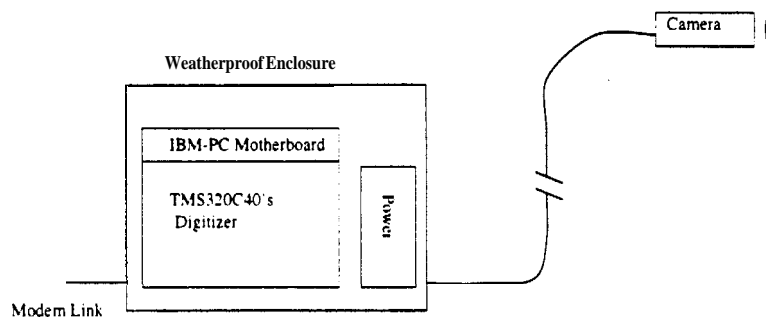 Camera
Weatherproof Enclosure
IBM-PC Motherboard
TMS320C40's
Digitizer
Power
Modem Link